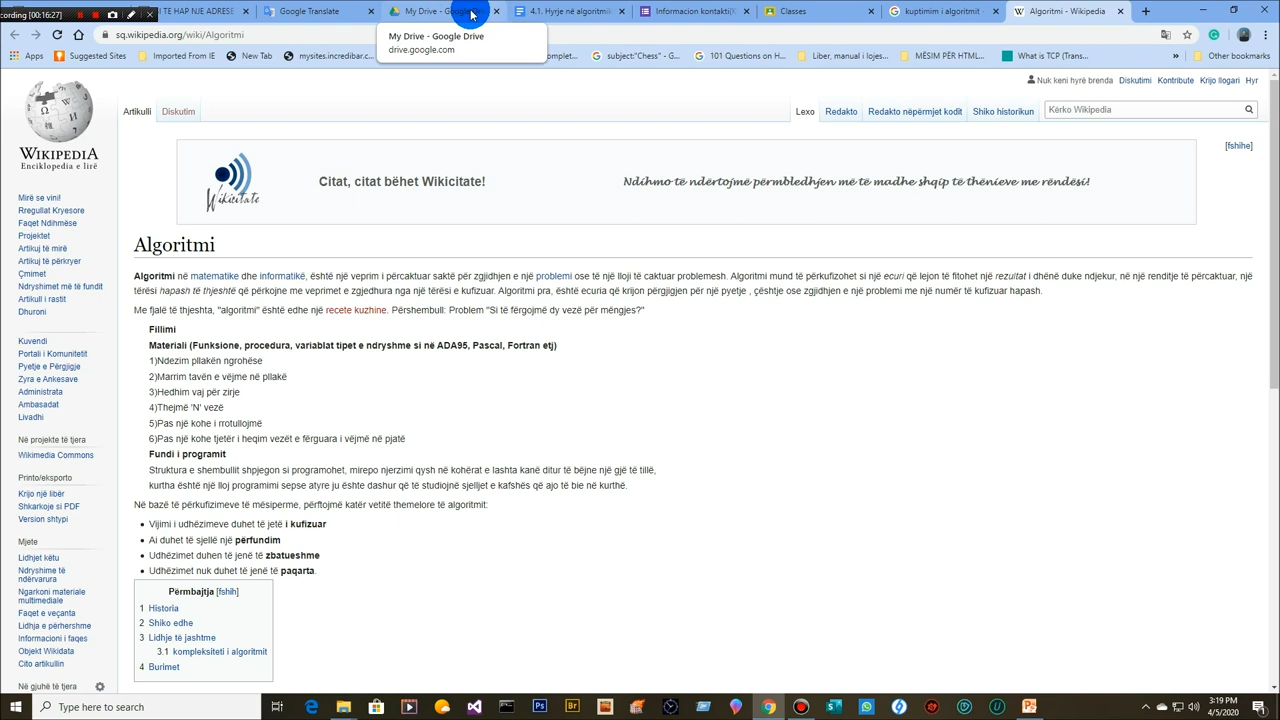 cording [00:16:27]
I TE HAP NJE ADRESE
Google Translate
My Drive - Google Dri
4.1. Hyrje në algoritmi
Informacion kontakti(
Classes
kuptimi i algoritmit -
Algoritmi - Wikipedia
sq.wikipedia.org/wiki/Algoritmi
My Drive - Google Drive
drive.google.com
Apps
Suggested Sites
Imported From IE
New Tab
mysites.incredibar....
omplet...
subject:"Chess" - G...
101 Questions on H...
Liber, manual i lojes...
MËSIM PËR HTML...
What is TCP (Trans...
»
Other bookmarks
Nuk keni hyrë brenda
Diskutimi
Kontribute
Krijo llogari
Hyr
WIKIPEDIA
Enciklopedia e lirë
Artikulli
Diskutim
Lexo
Redakto
Redakto nëpërmjet kodit
Shiko historikun
Kërko Wikipedia
Citat, citat bëhet Wikicitate!
Wikicitate
Ndihmo të ndërtojmë përmbledhjen më të madhe shqip të thënieve me rëndësi!
[fshihe]
Mirë se vini!
Rregullat Kryesore
Faqet Ndihmëse
Projektet
Artikuj të mirë
Artikuj të përkryer
Çmimet
Ndryshimet më të fundit
Artikull i rastit
Dhuroni
Kuvendi
Portali i Komunitetit
Pyetje e Përgjigje
Zyra e Ankesave
Administrata
Ambasadat
Livadhi
Në projekte të tjera
Wikimedia Commons
Printo/eksporto
Krijo një libër
Shkarkoje si PDF
Version shtypi
Mjete
Lidhjet këtu
Ndryshime të
ndërvarura
Ngarkoni materiale
multimediale
Faqet e veçanta
Lidhja e përhershme
Informacioni i faqes
Objekt Wikidata
Cito artikullin
Në gjuhë të tjera
Algoritmi
Algoritmi në matematike dhe informatikë, është një veprim i përcaktuar saktë për zgjidhjen e një problemi ose të një lloji të caktuar problemesh. Algoritmi mund të përkufizohet si një ecuri që lejon të fitohet një rezultat i dhënë duke ndjekur, në një renditje të përcaktuar, një
tërësi hapash të thjeshtë që përkojne me veprimet e zgjedhura nga një tërësi e kufizuar. Algoritmi pra, është ecuria që krijon përgjigjen për një pyetje , çështje ose zgjidhjen e një problemi me një numër të kufizuar hapash.
Me fjalë të thjeshta, "algoritmi" është edhe një recete kuzhine. Përshembull: Problem "Si të fërgojmë dy vezë për mëngjes?"
Fillimi
Materiali (Funksione, procedura, variablat tipet e ndryshme si në ADA95, Pascal, Fortran etj)
1)Ndezim pllakën ngrohëse
2)Marrim tavën e vëjme në pllakë
3)Hedhim vaj për zirje
4)Thejmë 'N' vezë
5)Pas një kohe i rrotullojmë
6)Pas një kohe tjetër i heqim vezët e fërguara i vëjmë në pjatë
Fundi i programit
Struktura e shembullit shpjegon si programohet, mirepo njerzimi qysh në kohërat e lashta kanë ditur të bëjne një gjë të tillë,
kurtha është një lloj programimi sepse atyre ju është dashur që të studiojnë sjelljet e kafshës që ajo të bie në kurthë.
Në bazë të përkufizimeve të mësiperme, përftojmë katër vetitë themelore të algoritmit:
Vijimi i udhëzimeve duhet të jetë i kufizuar
Ai duhet të sjellë një përfundim
Udhëzimet duhen të jenë të zbatueshme
Udhëzimet nuk duhet të jenë të paqarta.
Përmbajtja [fshih]
1 Historia
2 Shiko edhe
3 Lidhje të jashtme
3.1 kompleksiteti i algoritmit
4 Burimet
Type here to search
3:19 PM
4/5/2020